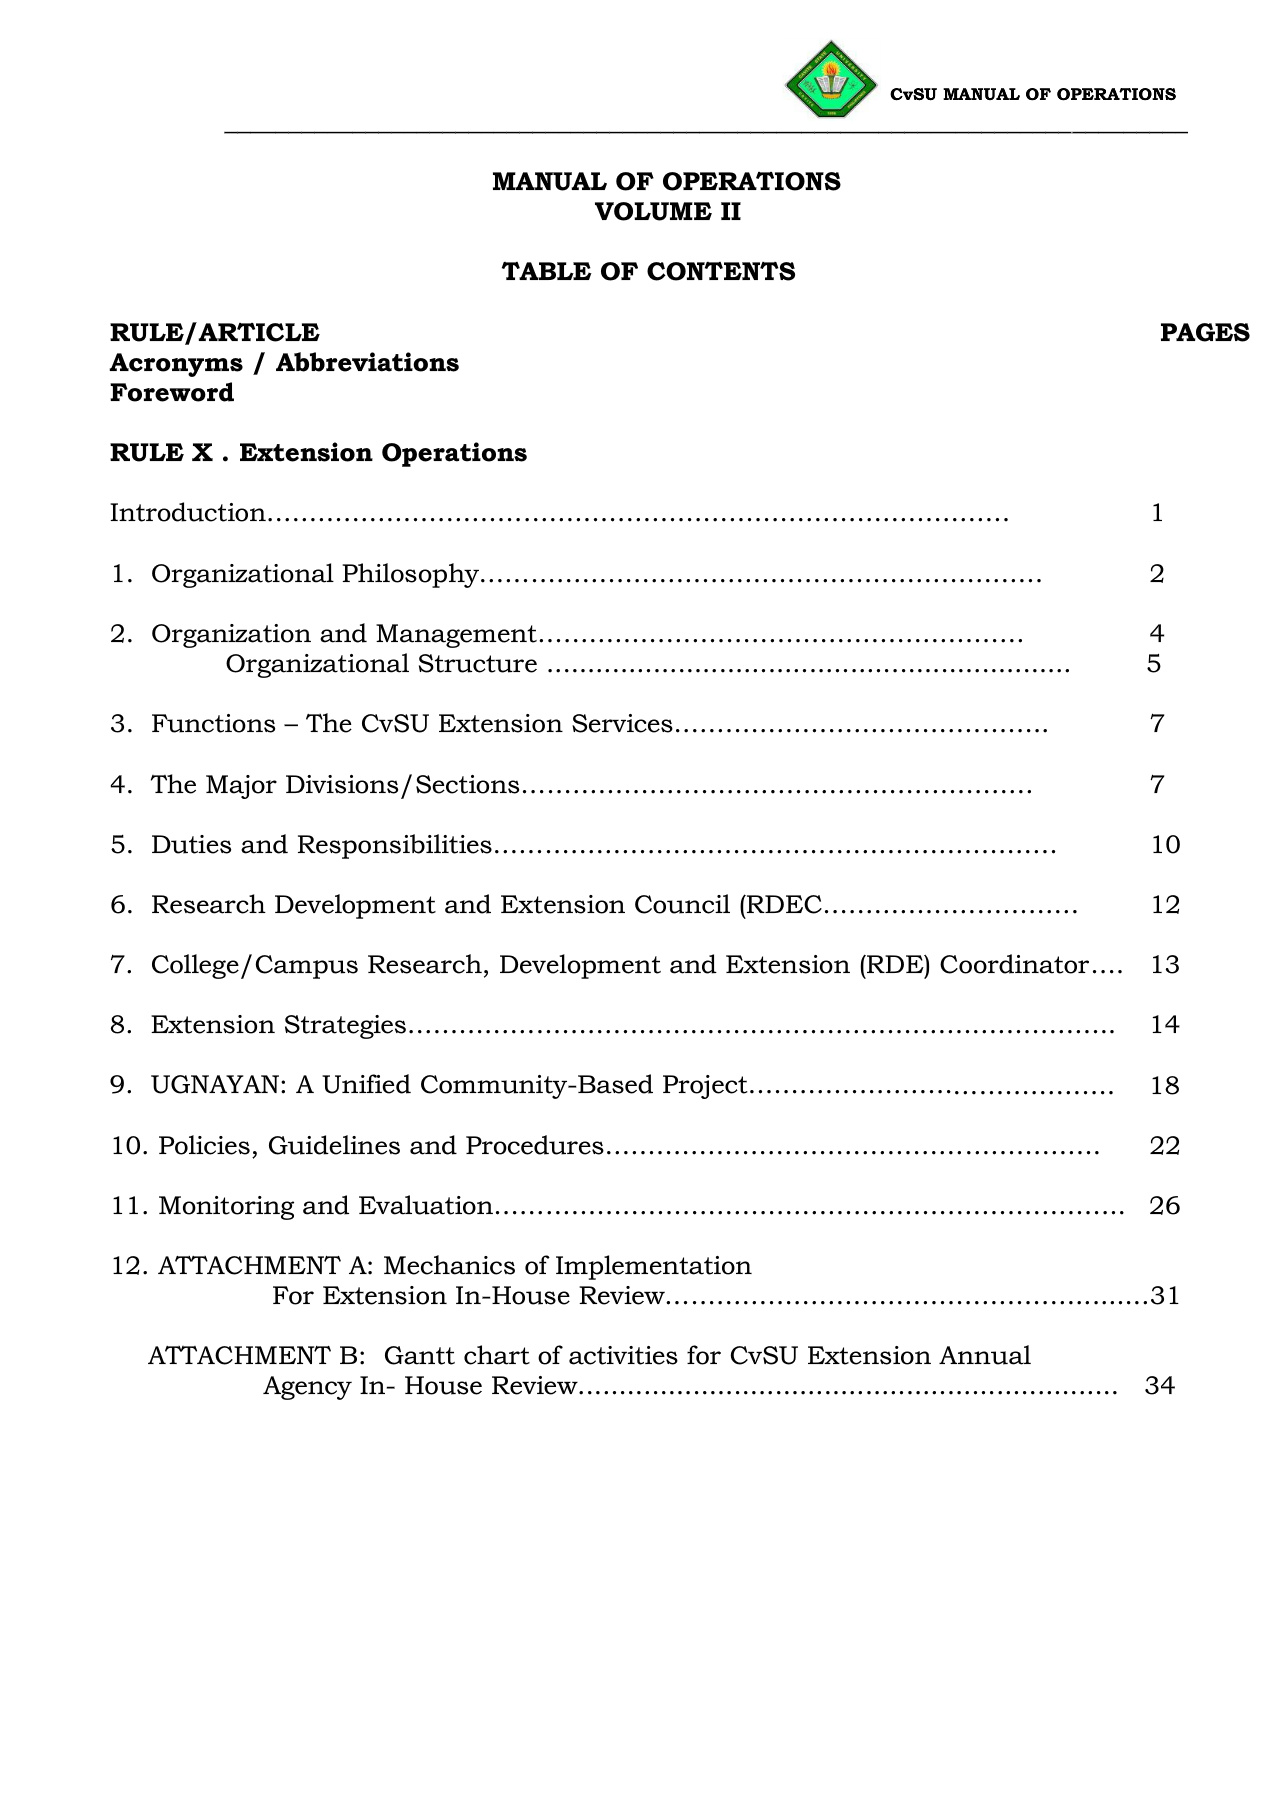 CvSU MANUAL OF OPERATIONS
MANUAL OF OPERATIONS
VOLUME II
TABLE OF CONTENTS
RULE/ARTICLE PAGES
Acronyms / Abbreviations
Foreword
RULE X . Extension Operations
Introduction…………………………………………………………………………… 1
1. Organizational Philosophy………………………………………………………… 2
2. Organization and Management………………………………………………… 4
Organizational Structure ……………………………………………………… 5
3. Functions – The CvSU Extension Services……………………………………… 7
4. The Major Divisions/Sections…………………………………………………… 7
5. Duties and Responsibilities………………………………………………………… 10
6. Research Development and Extension Council (RDEC………………………… 12
7. College/Campus Research, Development and Extension (RDE) Coordinator…. 13
8. Extension Strategies………………………………………………………………………. 14
9. UGNAYAN: A Unified Community-Based Project…………………………………… 18
10. Policies, Guidelines and Procedures………………………………………………… 22
11. Monitoring and Evaluation………………………………………………………………. 26
12. ATTACHMENT A: Mechanics of Implementation
For Extension In-House Review…………………………………………………31
ATTACHMENT B: Gantt chart of activities for CvSU Extension Annual
Agency In- House Review………………………………………………………. 34